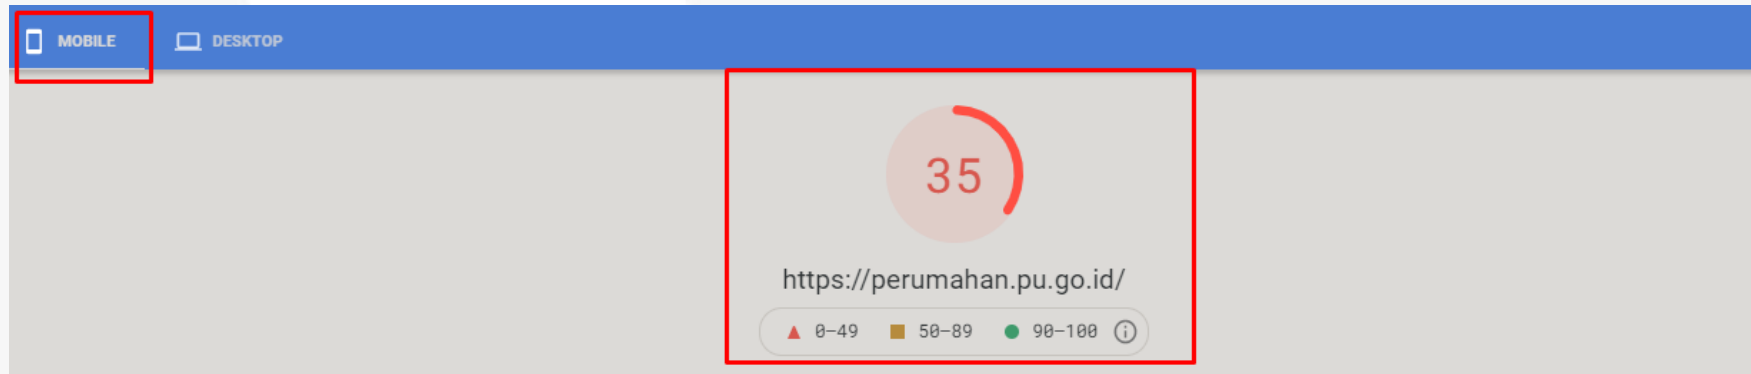 MOBILE DESKTOP
35
https://perumahan.pu.go.id/
0–49 50–89 90–100